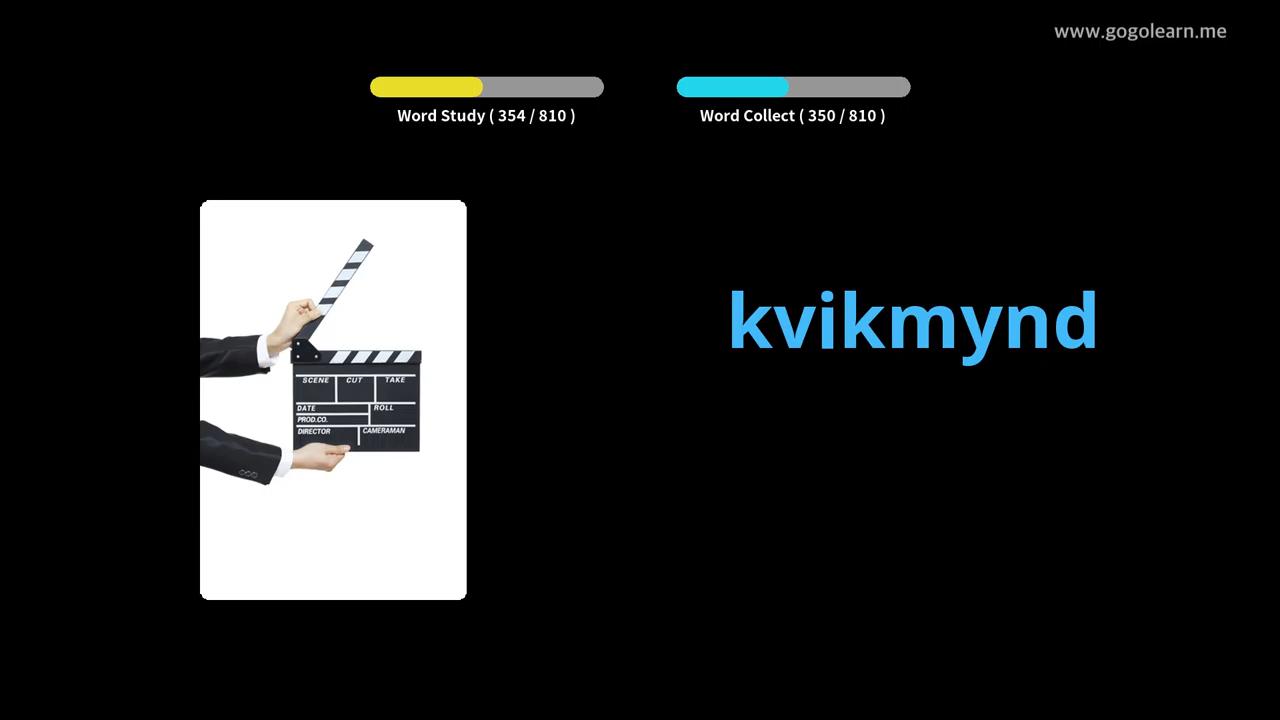 www.gogolearn.me
Word Study ( 354 / 810 )
Word Collect ( 350 / 810 )
kvikmynd
SCENE CUT TAKE
DATE ROLL
PROD.CO.
DIRECTOR CAMERAMAN